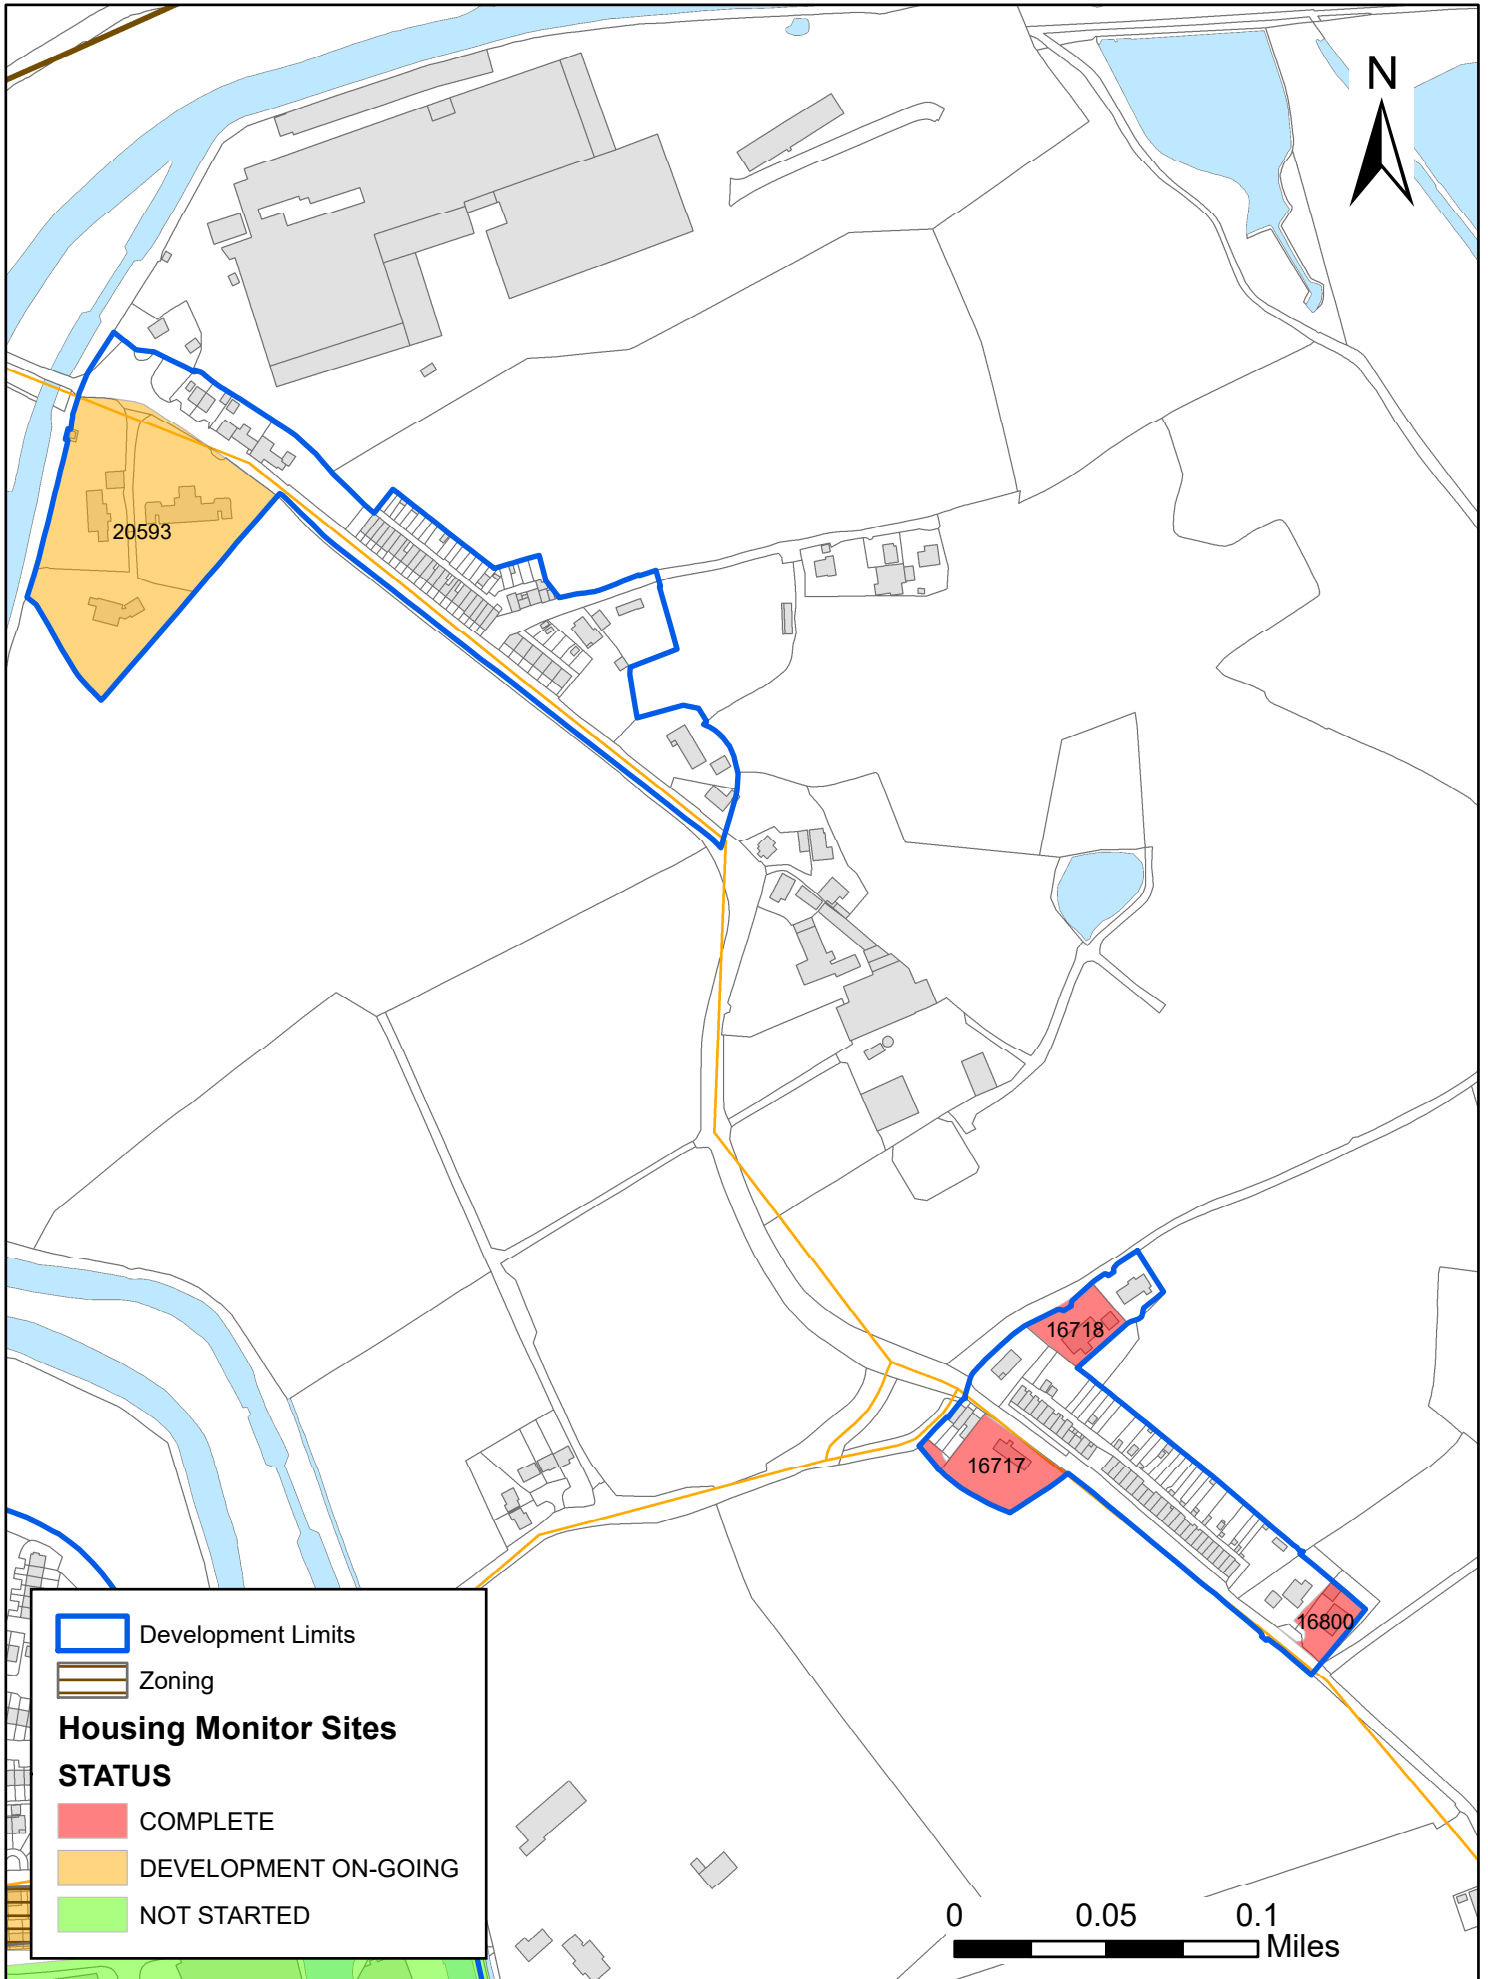 N
20593
16718
16717
16800
Development Limits
Zoning
Housing Monitor Sites
STATUS
COMPLETE
DEVELOPMENT ON-GOING
NOT STARTED
0 0.05 0.1
Miles